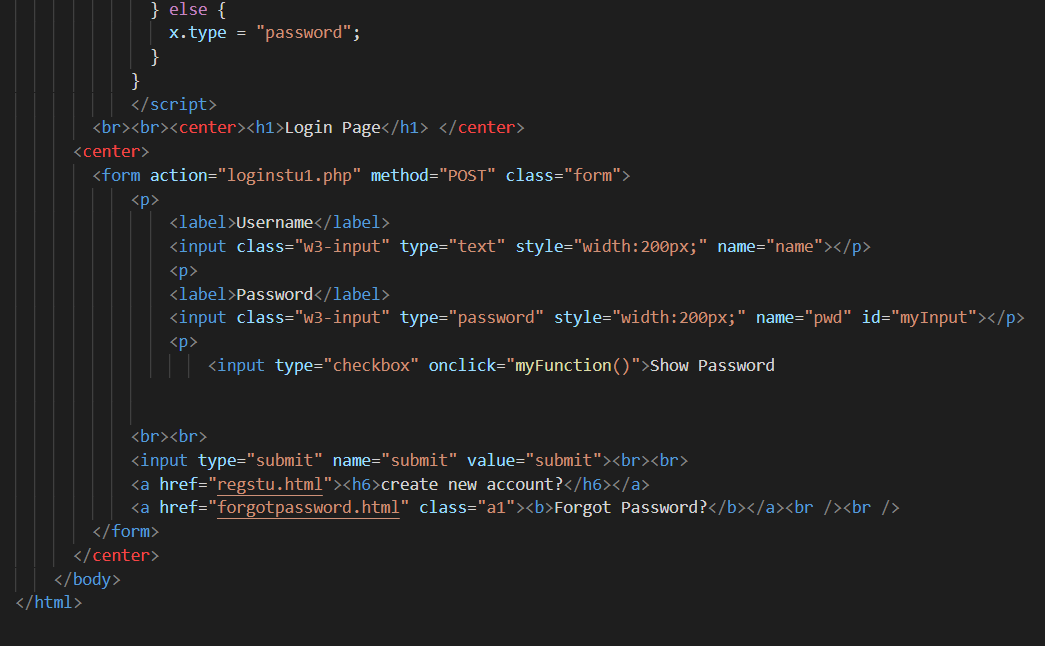 } else {
x.type = "password";
}
}
</script>
<br><br><center><h1>Login Page</h1> </center>
<center>
<form action="loginstu1.php" method="POST" class="form">
<p>
<label>Username</label>
<input class="w3-input" type="text" style="width:200px;" name="name"></p>
<p>
<label>Password</label>
<input class="w3-input" type="password" style="width:200px;" name="pwd" id="myInput"></p>
<p>
<input type="checkbox" onclick="myFunction()">Show Password
<br><br>
<input type="submit" name="submit" value="submit"><br><br>
<a href="regstu.html"><h6>create new account?</h6></a>
<a href="forgotpassword.html" class="a1"><b>Forgot Password?</b></a><br /><br />
</form>
</center>
</body>
</html>